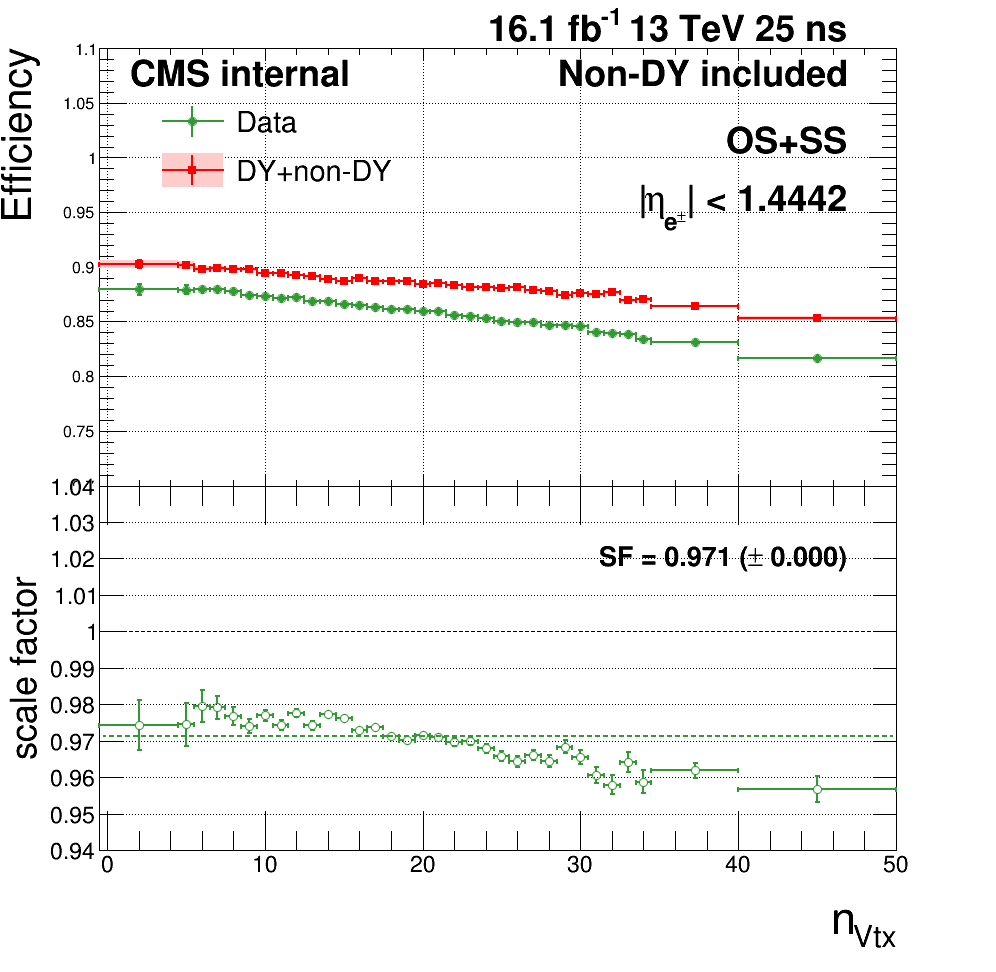 16.1 fb⁻¹ 13 TeV 25 ns
Efficiency
1.1
1.05
1
0.95
0.9
0.85
0.8
0.75
CMS internal
Data
DY+non-DY
Non-DY included
OS+SS
|η_e±| < 1.4442
scale factor
1.04
1.03
1.02
1.01
1
0.99
0.98
0.97
0.96
0.95
0.94
SF = 0.971 (± 0.000)
0 10 20 30 40 50
n_Vtx